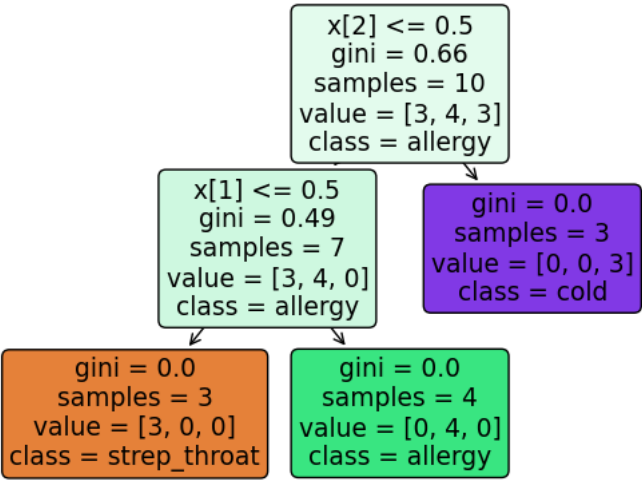 x[2] <= 0.5
gini = 0.66
samples = 10
value = [3, 4, 3]
class = allergy
x[1] <= 0.5
gini = 0.49
samples = 7
value = [3, 4, 0]
class = allergy
gini = 0.0
samples = 3
value = [0, 0, 3]
class = cold
gini = 0.0
samples = 3
value = [3, 0, 0]
class = strep_throat
gini = 0.0
samples = 4
value = [0, 4, 0]
class = allergy